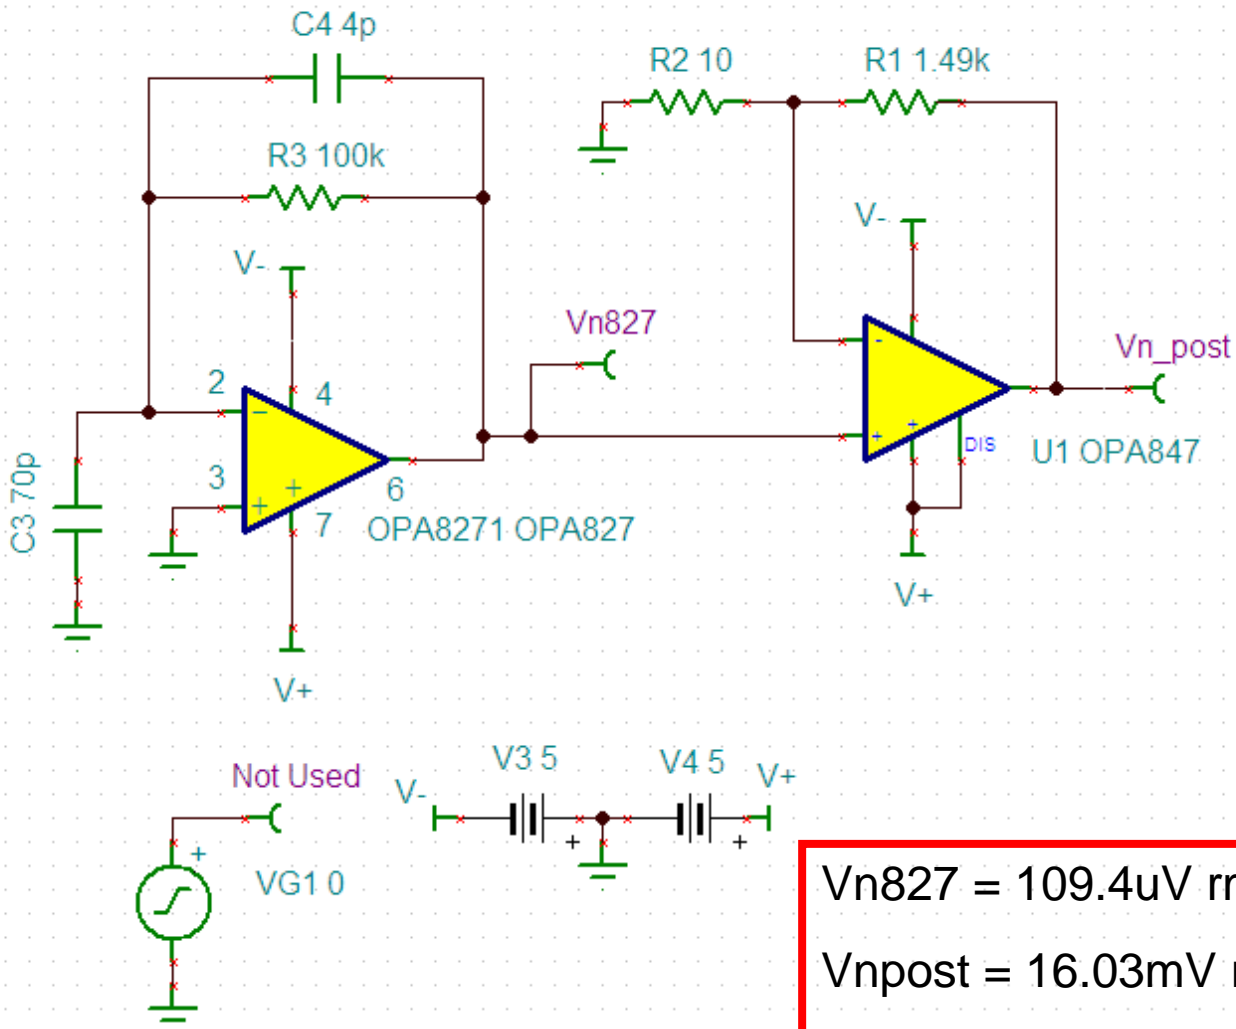 C4 4p
R2 10
R1 1.49k
R3 100k
V-
V-
Vn827
Vn_post
2
4
-
-
+
DIS
U1 OPA847
C3 70p
3
+
+
+
6
7
OPA8271 OPA827
V+
V+
Not Used
V-
V3 5
V4 5
V+
+
+
+
VG1 0
Vn827 = 109.4uV
Vnpost = 16.03mV